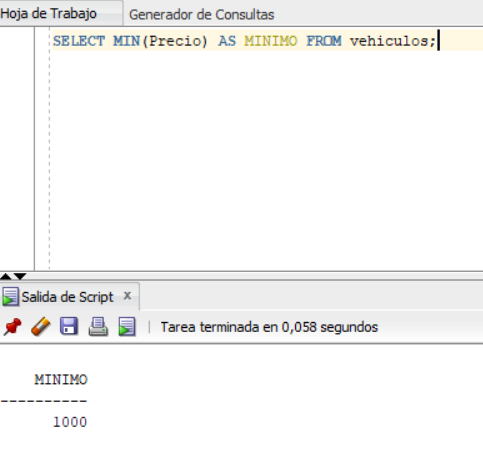 Hoja de Trabajo Generador de Consultas
SELECT MIN(Precio) AS MINIMO FROM vehiculos;
Salida de Script x
Tarea terminada en 0,058 segundos
MINIMO
----------
1000